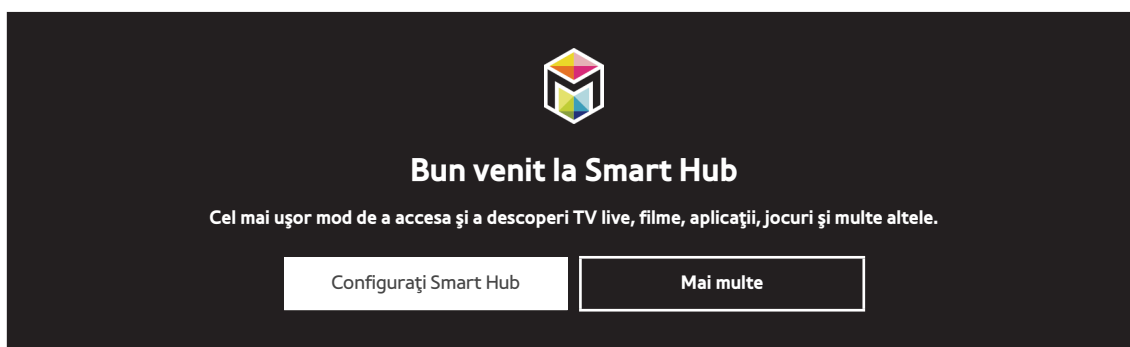 Bun venit la Smart Hub
Cel mai uşor mod de a accesa şi a descoperi TV live, filme, aplicaţii, jocuri şi multe altele.
Configuraţi Smart Hub
Mai multe